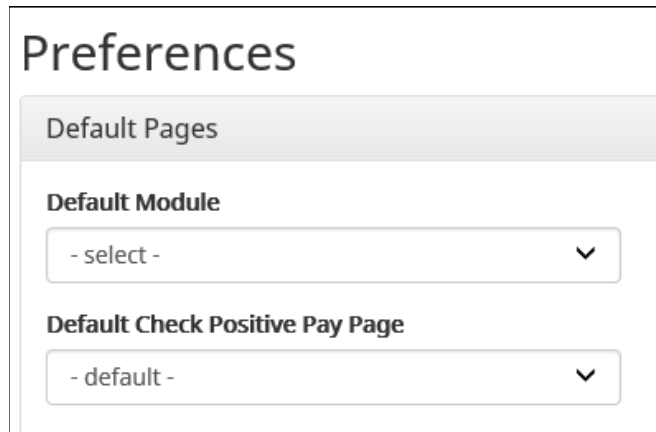 Preferences
Default Pages
Default Module
- select -
Default Check Positive Pay Page
- default -